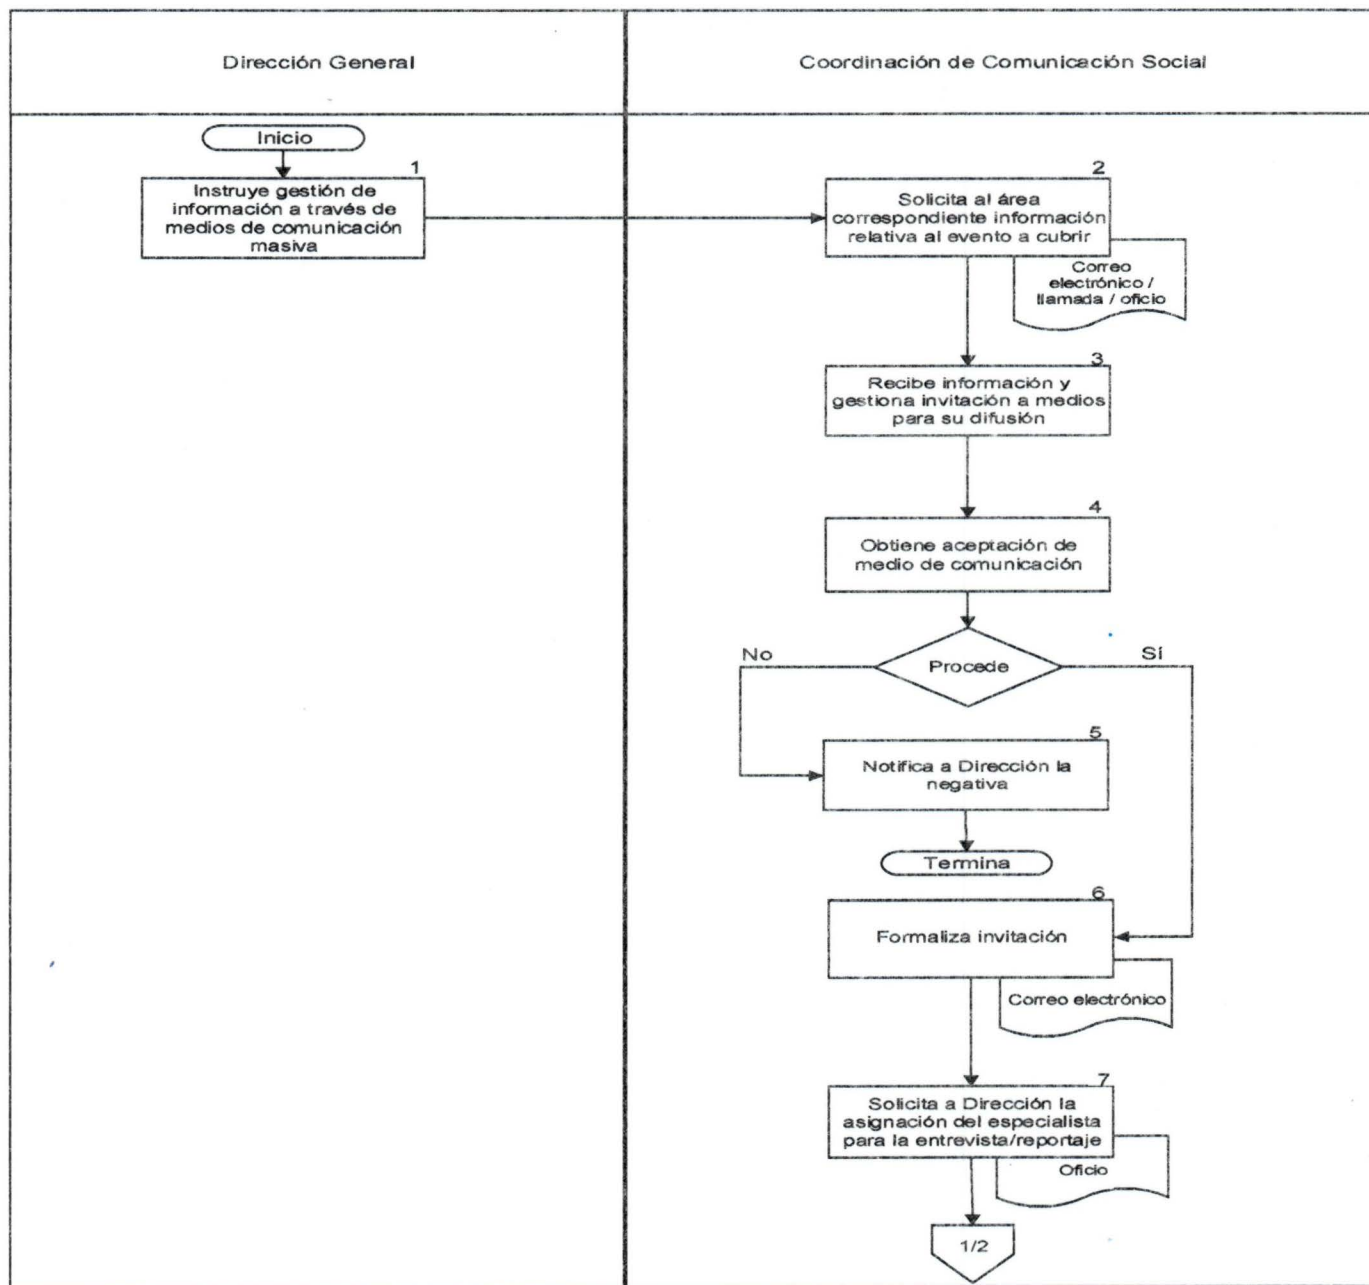 Dirección General
Coordinación de Comunicación Social
Inicio
1
Instruye gestión de
información a través de
medios de comunicación
masiva
2
Solicita al área
correspondiente información
relativa al evento a cubrir
Correo
electrónico /
llamada / oficio
3
Recibe información y
gestiona invitación a medios
para su difusión
4
Obtiene aceptación de
medio de comunicación
Procede
No
Sí
5
Notifica a Dirección la
negativa
Termina
6
Formaliza invitación
Correo electrónico
7
Solicita a Dirección la
asignación del especialista
para la entrevista/reportaje
Oficio
1/2